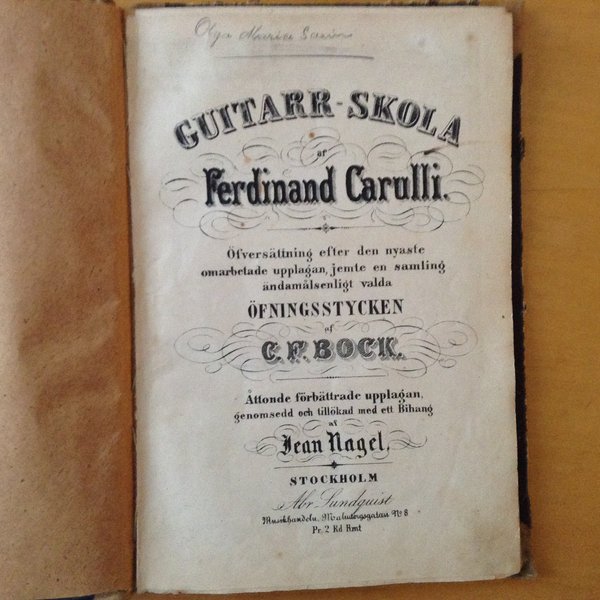 Olga Maria
GUITARR-SKOLA
af
Ferdinand Carulli.
Öfversättning efter den nyaste
omarbetade upplagan, jemte en samling
ändamålsenligt valda
ÖFNINGSSTYCKEN
af
C. F. BOCK.
Åttonde förbättrade upplagan,
genomsedd och tillökad med ett Bihang
af
Jean Nagel.
STOCKHOLM
Abr. Lundquist
Musikhandeln, Malmtorgsgatan No 8
Pr. 2 Rd Rmt